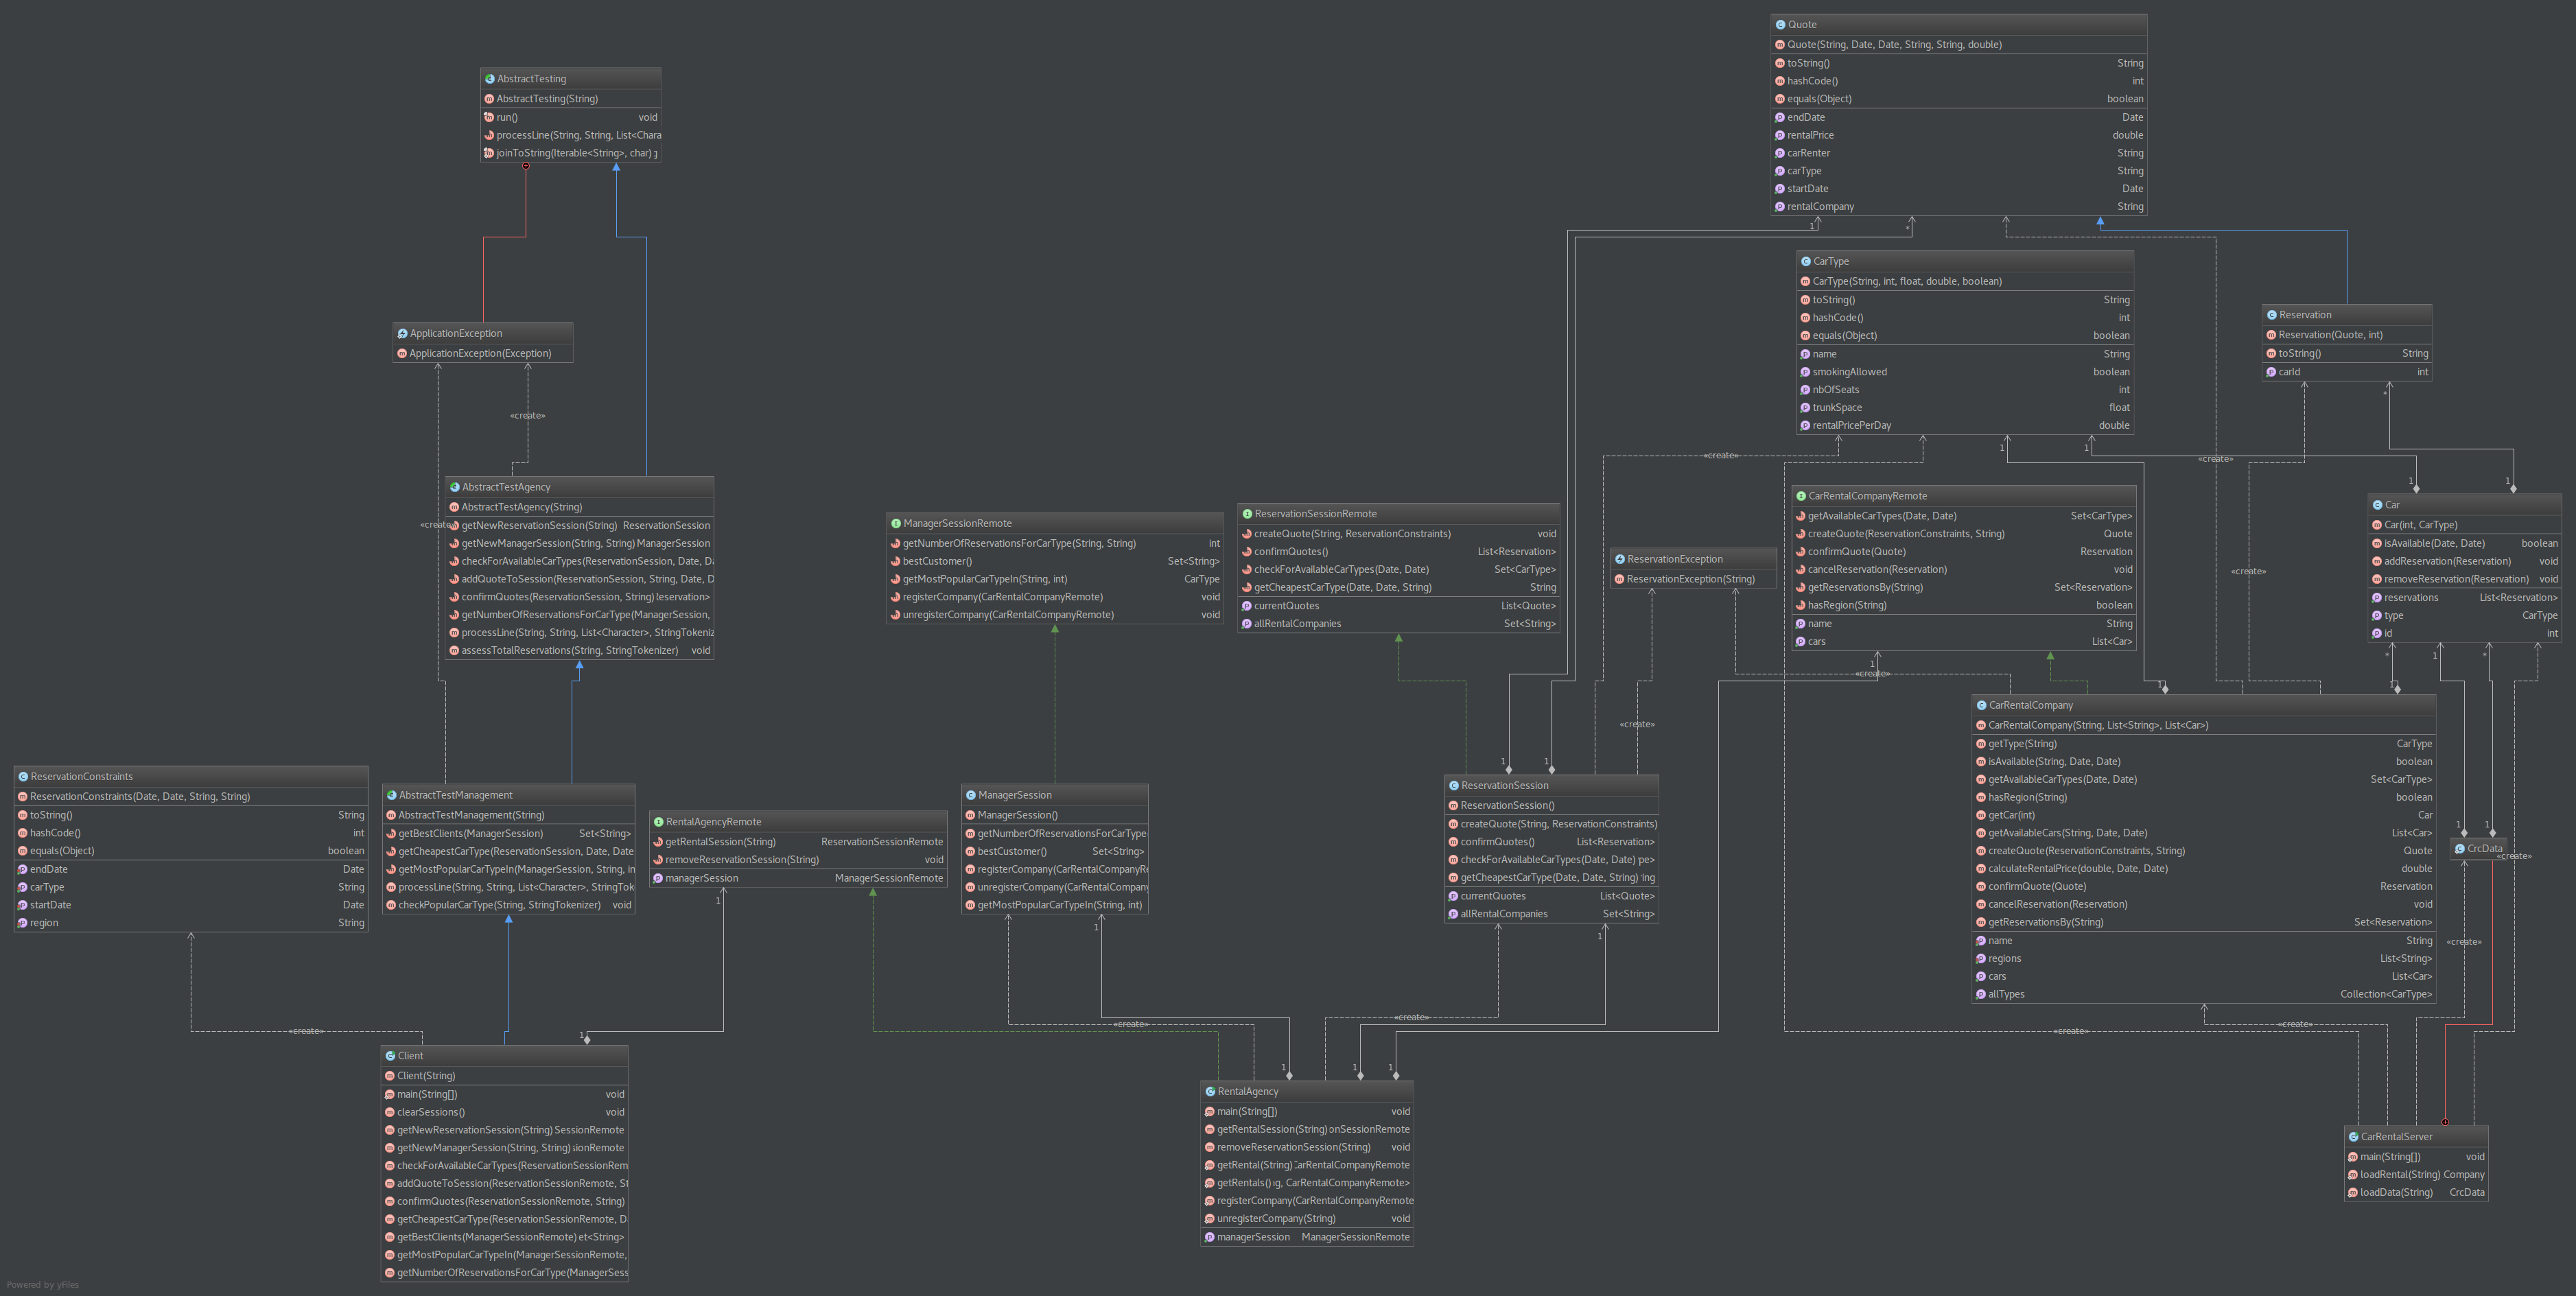 Quote
Quote(String, Date, Date, String, String, double)
toString() String
hashCode() int
equals(Object) boolean
endDate Date
rentalPrice double
carRenter String
carType String
startDate Date
rentalCompany String
AbstractTesting
AbstractTesting(String)
run() void
processLine(String, String, List<Chara
joinToString(Iterable<String>, char)
1
*
CarType
CarType(String, int, float, double, boolean)
toString() String
hashCode() int
equals(Object) boolean
name String
smokingAllowed boolean
nbOfSeats int
trunkSpace float
rentalPricePerDay double
Reservation
Reservation(Quote, int)
toString() String
carId int
ApplicationException
ApplicationException(Exception)
«create»
«create»
*
1
1
«create»
«create»
1
1
AbstractTestAgency
AbstractTestAgency(String)
getNewReservationSession(String) ReservationSession
getNewManagerSession(String, String) ManagerSession
checkForAvailableCarTypes(ReservationSession, Date, Da
addQuoteToSession(ReservationSession, String, Date, D
confirmQuotes(ReservationSession, String) leservation>
getNumberOfReservationsForCarType(ManagerSession,
processLine(String, String, List<Character>, StringTokeniz
assessTotalReservations(String, StringTokenizer) void
«create»
ManagerSessionRemote
getNumberOfReservationsForCarType(String, String) int
bestCustomer() Set<String>
getMostPopularCarTypeIn(String, int) CarType
registerCompany(CarRentalCompanyRemote) void
unregisterCompany(CarRentalCompanyRemote) void
ReservationSessionRemote
createQuote(String, ReservationConstraints) void
confirmQuotes() List<Reservation>
checkForAvailableCarTypes(Date, Date) Set<CarType>
getCheapestCarType(Date, Date, String) String
currentQuotes List<Quote>
allRentalCompanies Set<String>
ReservationException
ReservationException(String)
CarRentalCompanyRemote
getAvailableCarTypes(Date, Date) Set<CarType>
createQuote(ReservationConstraints, String) Quote
confirmQuote(Quote) Reservation
cancelReservation(Reservation) void
getReservationsBy(String) Set<Reservation>
hasRegion(String) boolean
name String
cars List<Car>
«create»
Car
Car(int, CarType)
isAvailable(Date, Date) boolean
addReservation(Reservation) void
removeReservation(Reservation) void
reservations List<Reservation>
type CarType
id int
1
«create»
*
1
*
1
1
«create»
CarRentalCompany
CarRentalCompany(String, List<String>, List<Car>)
getType(String) CarType
isAvailable(String, Date, Date) boolean
getAvailableCarTypes(Date, Date) Set<CarType>
hasRegion(String) boolean
getCar(int) Car
getAvailableCars(String, Date, Date) List<Car>
createQuote(ReservationConstraints, String) Quote
calculateRentalPrice(double, Date, Date) double
confirmQuote(Quote) Reservation
cancelReservation(Reservation) void
getReservationsBy(String) Set<Reservation>
name String
regions List<String>
cars List<Car>
allTypes Collection<CarType>
1
1
CrcData
«create»
«create»
ReservationConstraints
ReservationConstraints(Date, Date, String, String)
toString() String
hashCode() int
equals(Object) boolean
endDate Date
carType String
startDate Date
region String
AbstractTestManagement
AbstractTestManagement(String)
getBestClients(ManagerSession) Set<String>
getCheapestCarType(ReservationSession, Date, Date
getMostPopularCarTypeIn(ManagerSession, String, in
processLine(String, String, List<Character>, StringTok
checkPopularCarType(String, StringTokenizer) void
RentalAgencyRemote
getRentalSession(String) ReservationSessionRemote
removeReservationSession(String) void
managerSession ManagerSessionRemote
1
ManagerSession
ManagerSession()
getNumberOfReservationsForCarType
bestCustomer() Set<String>
registerCompany(CarRentalCompanyRe
unregisterCompany(CarRentalCompany
getMostPopularCarTypeIn(String, int)
1
1
1
ReservationSession
ReservationSession()
createQuote(String, ReservationConstraints)
confirmQuotes() List<Reservation>
checkForAvailableCarTypes(Date, Date) pe>
getCheapestCarType(Date, Date, String) ing
currentQuotes List<Quote>
allRentalCompanies Set<String>
1
«create»
1
«create»
«create»
«create»
«create»
Client
Client(String)
main(String[]) void
clearSessions() void
getNewReservationSession(String) SessionRemote
getNewManagerSession(String, String) sionRemote
checkForAvailableCarTypes(ReservationSessionRem
addQuoteToSession(ReservationSessionRemote, St
confirmQuotes(ReservationSessionRemote, String)
getCheapestCarType(ReservationSessionRemote, D
getBestClients(ManagerSessionRemote) et<String>
getMostPopularCarTypeIn(ManagerSessionRemote,
getNumberOfReservationsForCarType(ManagerSess
1
1
1
RentalAgency
main(String[]) void
getRentalSession(String) onSessionRemote
removeReservationSession(String) void
getRental(String) CarRentalCompanyRemote
getRentals() ng, CarRentalCompanyRemote>
registerCompany(CarRentalCompanyRemote
unregisterCompany(String) void
managerSession ManagerSessionRemote
CarRentalServer
main(String[]) void
loadRental(String) Company
loadData(String) CrcData
Powered by yFiles